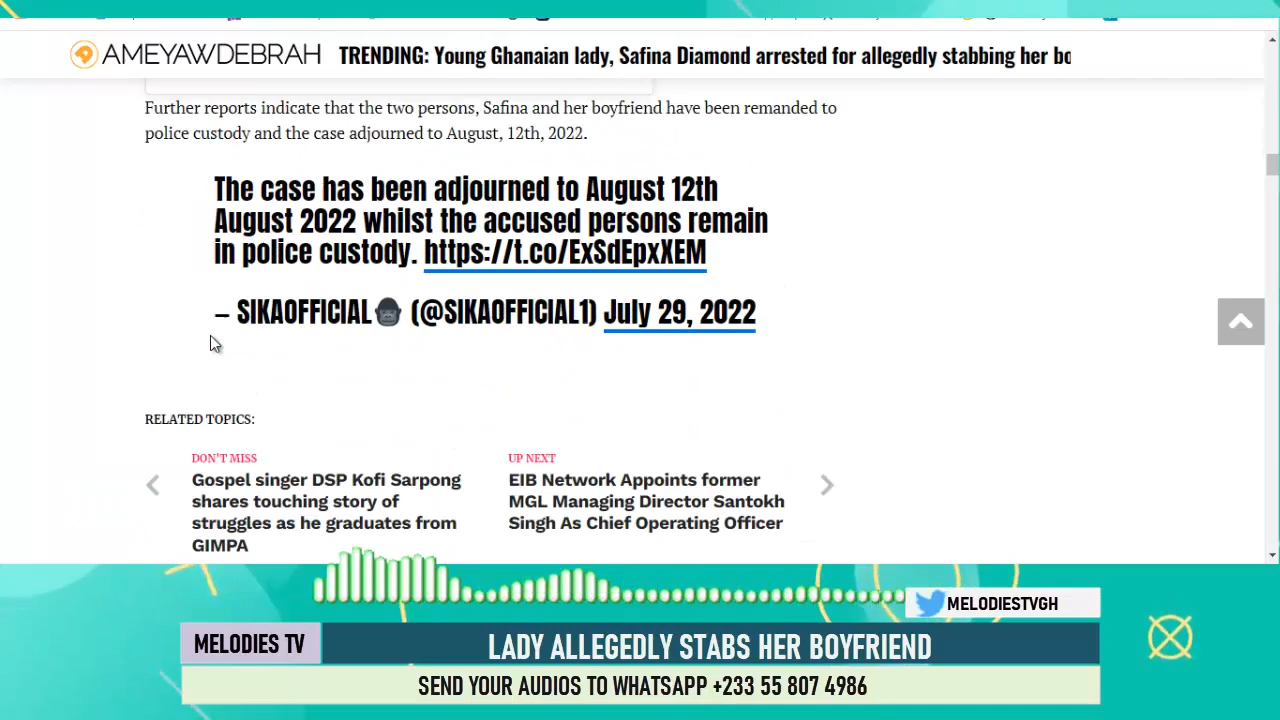 AMEYAWDEBRAH
TRENDING: Young Ghanaian lady, Safina Diamond arrested for allegedly stabbing her bo
Further reports indicate that the two persons, Safina and her boyfriend have been remanded to
police custody and the case adjourned to August, 12th, 2022.
The case has been adjourned to August 12th
August 2022 whilst the accused persons remain
in police custody. https://t.co/ExSdEpxXEM
– SIKAOFFICIAL🦍 (@SIKAOFFICIAL1) July 29, 2022
RELATED TOPICS:
DON'T MISS
Gospel singer DSP Kofi Sarpong
shares touching story of
struggles as he graduates from
GIMPA
UP NEXT
EIB Network Appoints former
MGL Managing Director Santokh
Singh As Chief Operating Officer
MELODIESTVGH
MELODIES TV
LADY ALLEGEDLY STABS HER BOYFRIEND
SEND YOUR AUDIOS TO WHATSAPP +233 55 807 4986